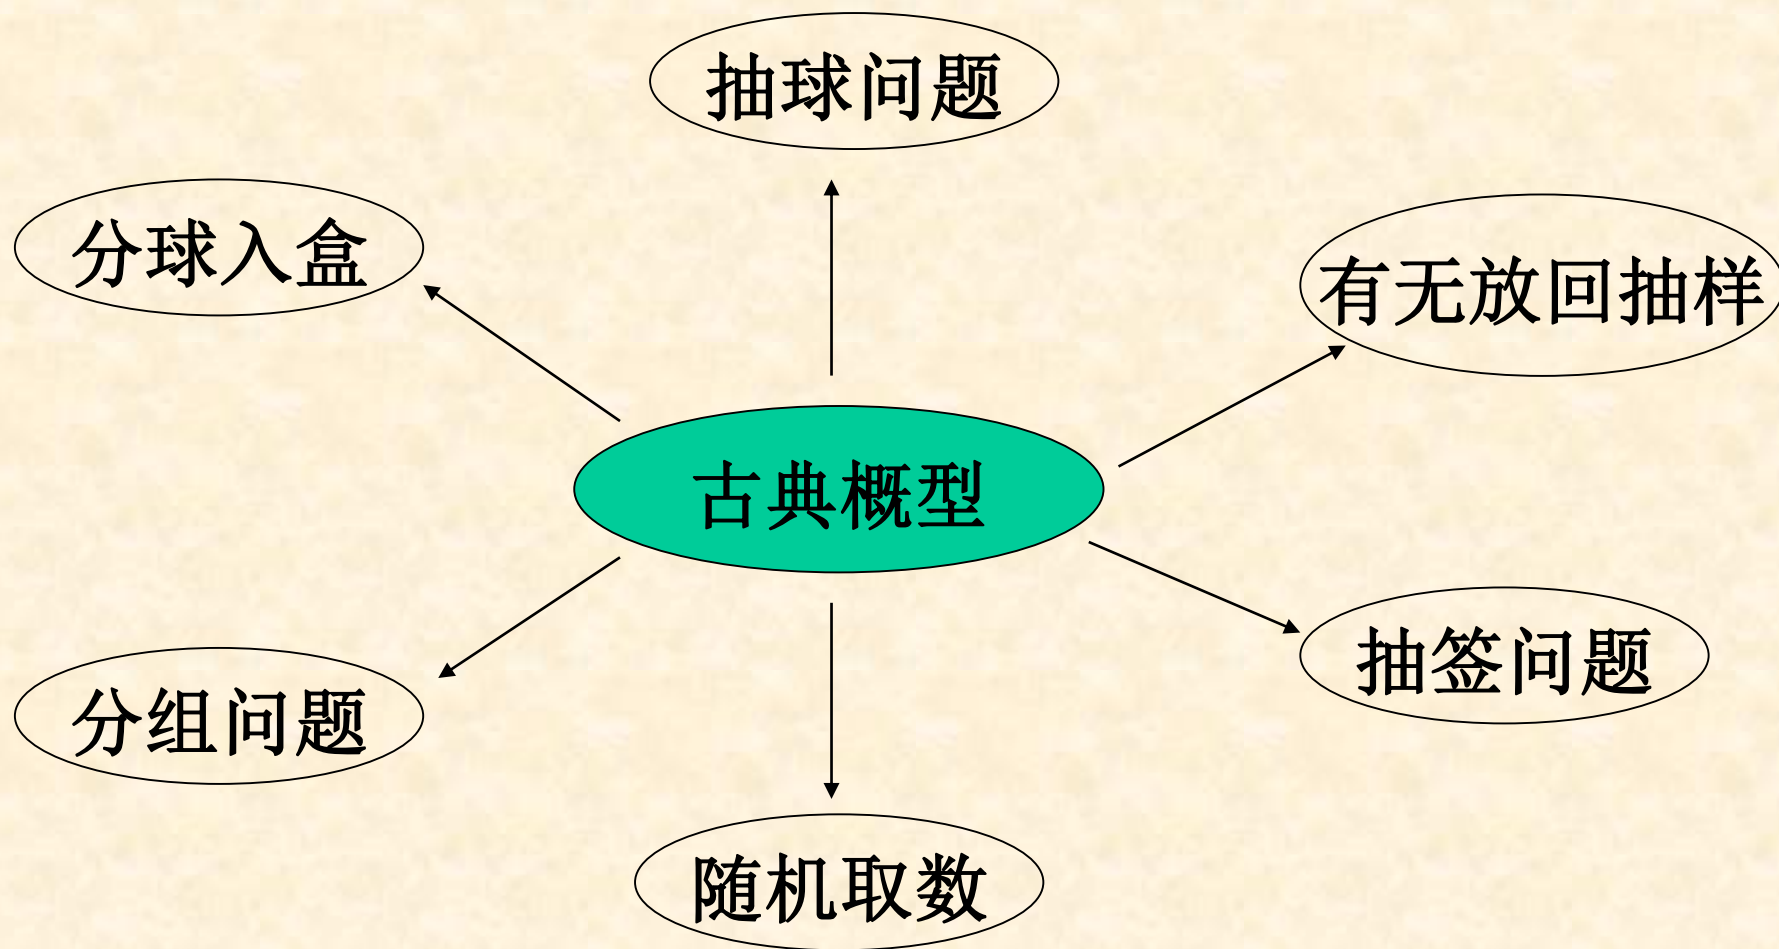 抽球问题
分球入盒
有无放回抽样
古典概型
抽签问题
分组问题
随机取数